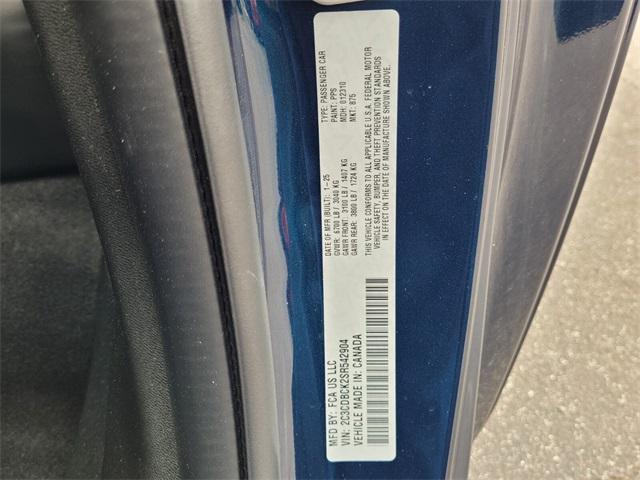 MFD BY: FCA US LLC
VIN: 2C3CDBCK2SR542904
VEHICLE MADE IN: CANADA
DATE OF MFR (BUILT): 1-25
GVWR: 6700 LB / 3040 KG
GAWR FRONT: 3100 LB / 1407 KG
GAWR REAR: 3800 LB / 1724 KG
THIS VEHICLE CONFORMS TO ALL APPLICABLE U.S.A. FEDERAL MOTOR
VEHICLE SAFETY, BUMPER, AND THEFT PREVENTION STANDARDS
IN EFFECT ON THE DATE OF MANUFACTURE SHOWN ABOVE.
TYPE: PASSENGER CAR
PAINT: PPS
MDH: 012310
MKT: B75